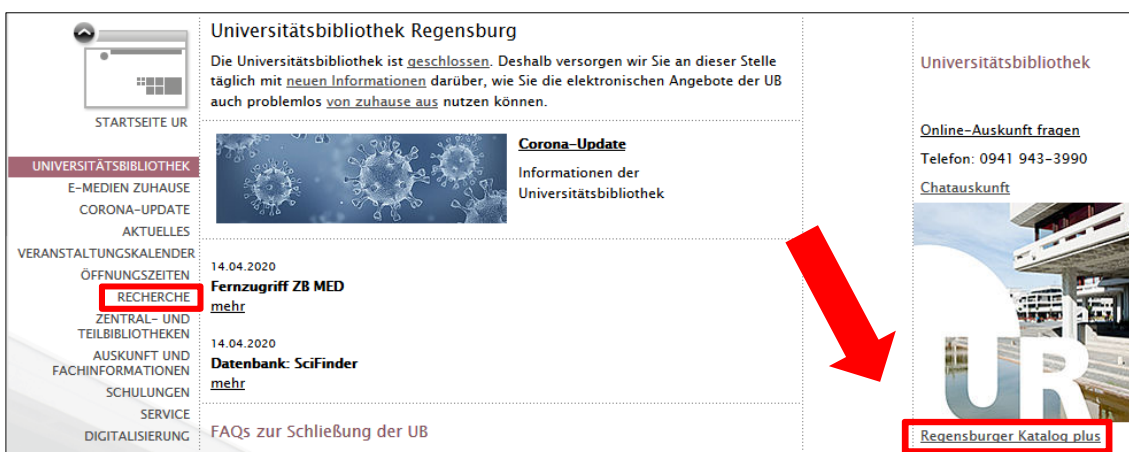 STARTSEITE UR
UNIVERSITÄTSBIBLIOTHEK
E-MEDIEN ZUHAUSE
CORONA-UPDATE
AKTUELLES
VERANSTALTUNGSKALENDER
ÖFFNUNGSZEITEN
RECHERCHE
ZENTRAL- UND
TEILBIBLIOTHEKEN
AUSKUNFT UND
FACHINFORMATIONEN
SCHULUNGEN
SERVICE
DIGITALISIERUNG
Universitätsbibliothek Regensburg
Die Universitätsbibliothek ist geschlossen. Deshalb versorgen wir Sie an dieser Stelle
täglich mit neuen Informationen darüber, wie Sie die elektronischen Angebote der UB
auch problemlos von zuhause aus nutzen können.
Corona-Update
Informationen der
Universitätsbibliothek
14.04.2020
Fernzugriff ZB MED
mehr
14.04.2020
Datenbank: SciFinder
mehr
FAQs zur Schließung der UB
Universitätsbibliothek
Online-Auskunft fragen
Telefon: 0941 943-3990
Chatauskunft
UR
Regensburger Katalog plus